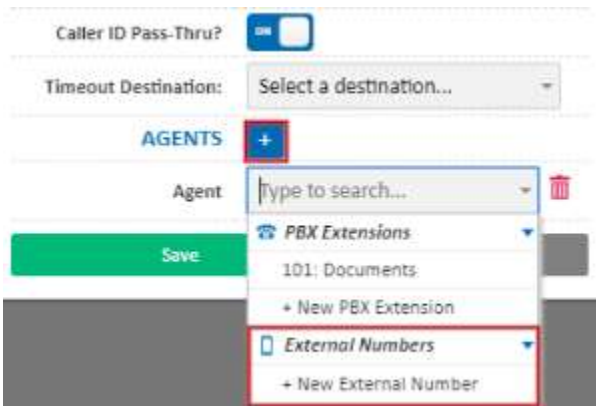 Caller ID Pass-Thru? ON
Timeout Destination: Select a destination...
AGENTS +
Agent Type to search...
PBX Extensions
Save
101: Documents
+ New PBX Extension
External Numbers
+ New External Number